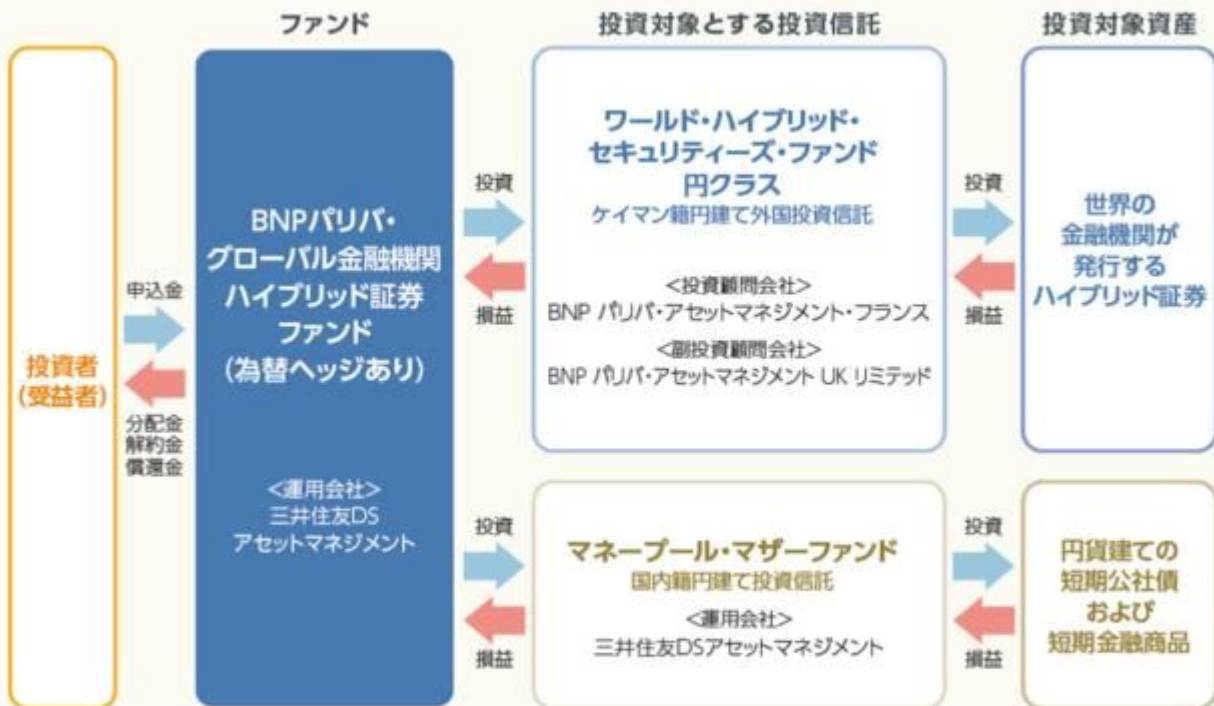 ファンド
投資対象とする投資信託
投資対象資産
投資者
(受益者)
申込金
分配金
解約金
償還金
BNPパリバ・
グローバル金融機関
ハイブリッド証券
ファンド
(為替ヘッジあり)
<運用会社>
三井住友DS
アセットマネジメント
投資
損益
ワールド・ハイブリッド・
セキュリティーズ・ファンド
円クラス
ケイマン籍円建て外国投資信託
<投資顧問会社>
BNP パリバ・アセットマネジメント・フランス
<副投資顧問会社>
BNP パリバ・アセットマネジメント UK リミテッド
投資
損益
世界の
金融機関が
発行する
ハイブリッド証券
投資
損益
マネープール・マザーファンド
国内籍円建て投資信託
<運用会社>
三井住友DSアセットマネジメント
投資
損益
円貨建ての
短期公社債
および
短期金融商品